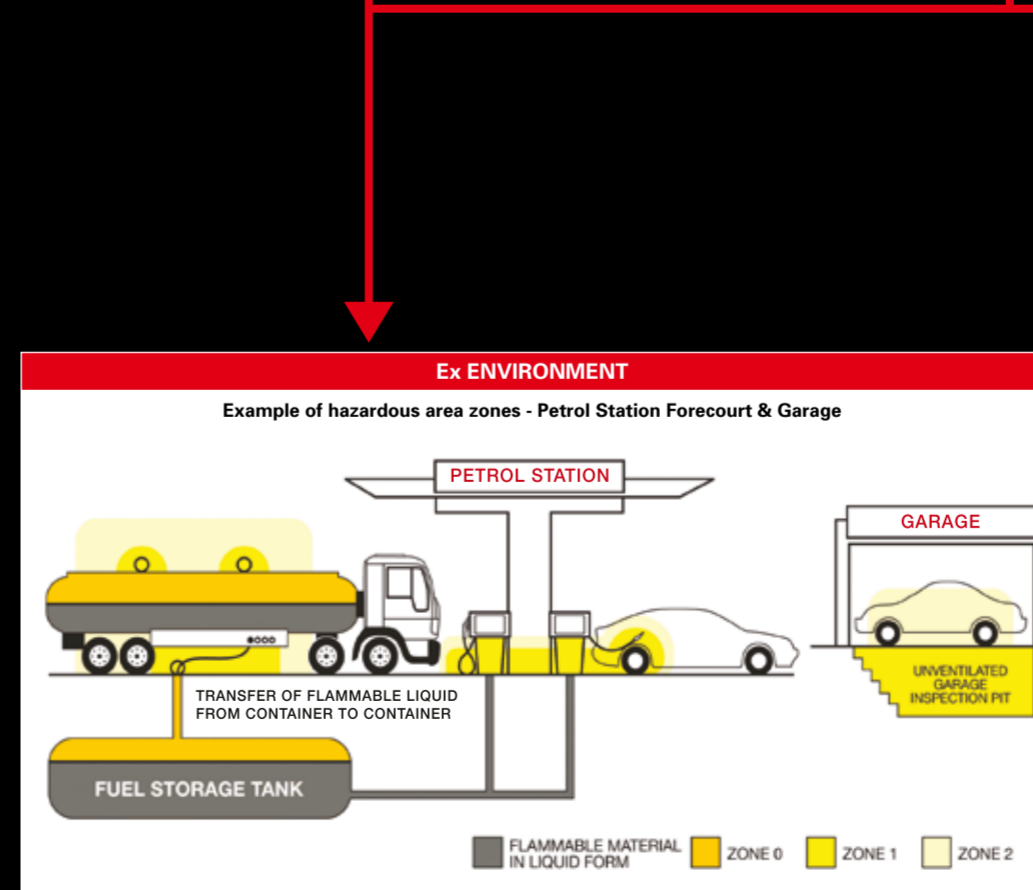 Ex ENVIRONMENT
Example of hazardous area zones - Petrol Station Forecourt & Garage
PETROL STATION
GARAGE
UNVENTILATED
GARAGE
INSPECTION PIT
TRANSFER OF FLAMMABLE LIQUID
FROM CONTAINER TO CONTAINER
FUEL STORAGE TANK
FLAMMABLE MATERIAL
IN LIQUID FORM
ZONE 0
ZONE 1
ZONE 2